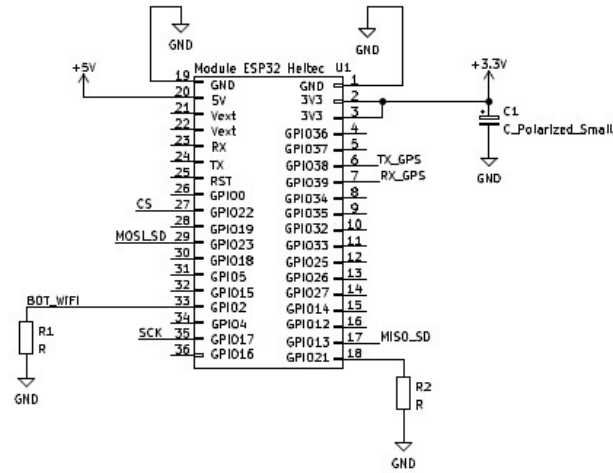 GND
GND
+5V
+3.3V
Module ESP32 Heltec U1
19 GND
20 5V
21 Vext
22 Vext
23 RX
24 TX
25 RST
26 GPIO0
CS 27 GPIO22
28 GPIO19
MOSI_SD 29 GPIO23
30 GPIO18
31 GPIO5
32 GPIO15
BOT_WIFI 33 GPIO2
34 GPIO4
SCK 35 GPIO17
36 GPIO16
GND 1
3V3 2
3V3 3
GPIO36 4
GPIO37 5
GPIO38 6 TX_GPS
GPIO39 7 RX_GPS
GPIO34 8
GPIO35 9
GPIO32 10
GPIO33 11
GPIO25 12
GPIO26 13
GPIO27 14
GPIO14 15
GPIO12 16
GPIO13 17 MISO_SD
GPIO21 18
C1
C_Polarized_Small
GND
R1
R
GND
R2
R
GND